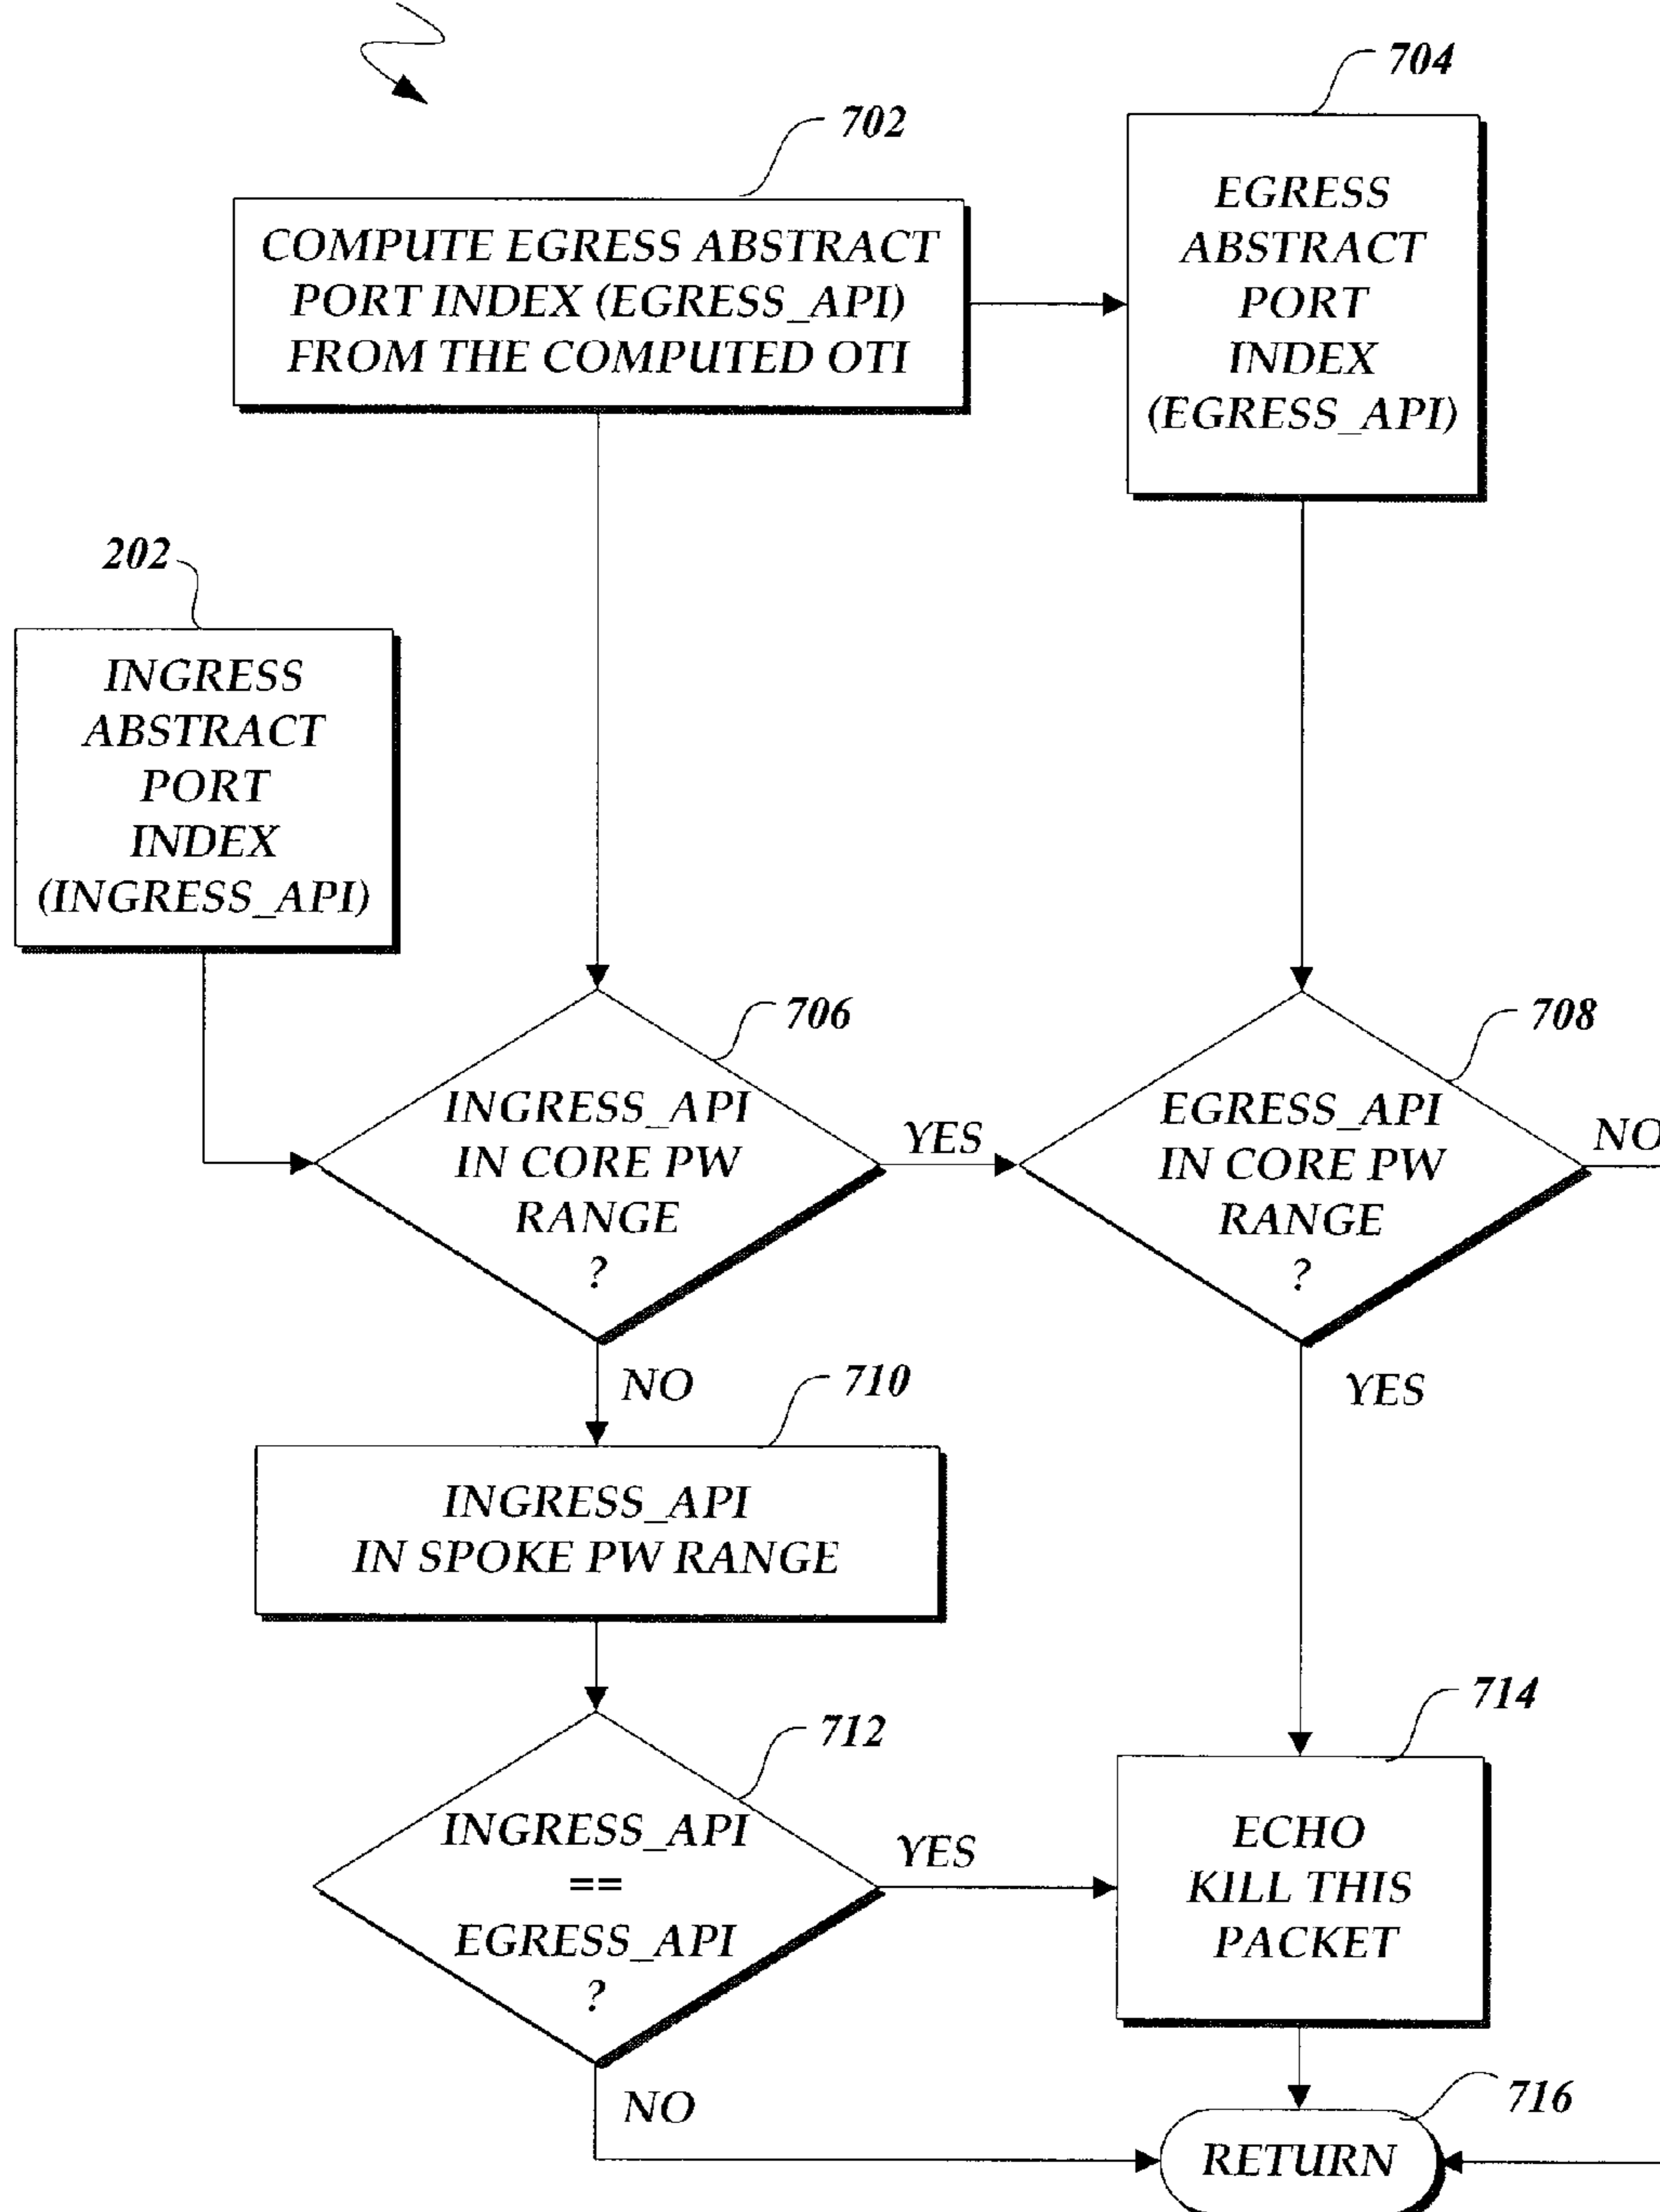 704
702
EGRESS
ABSTRACT
PORT
INDEX
(EGRESS_API)
COMPUTE EGRESS ABSTRACT
PORT INDEX (EGRESS_API)
FROM THE COMPUTED OTI
202
INGRESS
ABSTRACT
PORT
INDEX
(INGRESS_API)
706
INGRESS_API
IN CORE PW
RANGE
?
YES
708
EGRESS_API
IN CORE PW
RANGE
?
NO
NO
YES
710
INGRESS_API
IN SPOKE PW RANGE
712
INGRESS_API
==
EGRESS_API
?
YES
714
ECHO
KILL THIS
PACKET
NO
716
RETURN